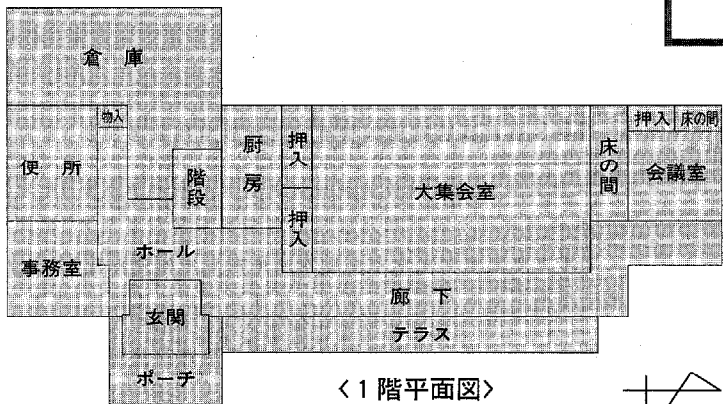 倉庫
物入
便所
階段
厨房
押入
押入
大集会室
床の間
押入
床の間
会議室
ホール
事務室
廊下
玄関
テラス
ポーチ
<1階平面図>